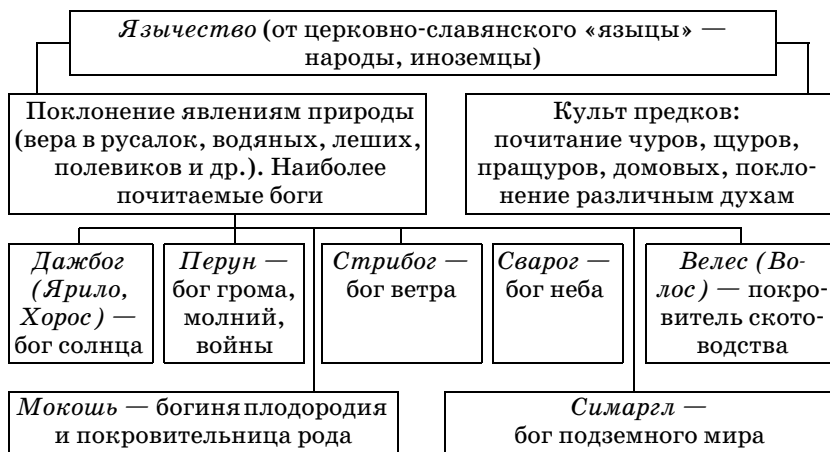 Язычество (от церковно-славянского «языцы» —
народы, иноземцы)
Поклонение явлениям природы
(вера в русалок, водяных, леших,
полевиков и др.). Наиболее
почитаемые боги
Культ предков:
почитание чуров, щуров,
пращуров, домовых, покло-
нение различным духам
Дажбог
(Ярило,
Хорос) —
бог солнца
Перун —
бог грома,
молний,
войны
Стрибог —
бог ветра
Сварог —
бог неба
Велес (Во-
лос) — покро-
витель ското-
водства
Мокошь — богиня плодородия
и покровительница рода
Симаргл —
бог подземного мира